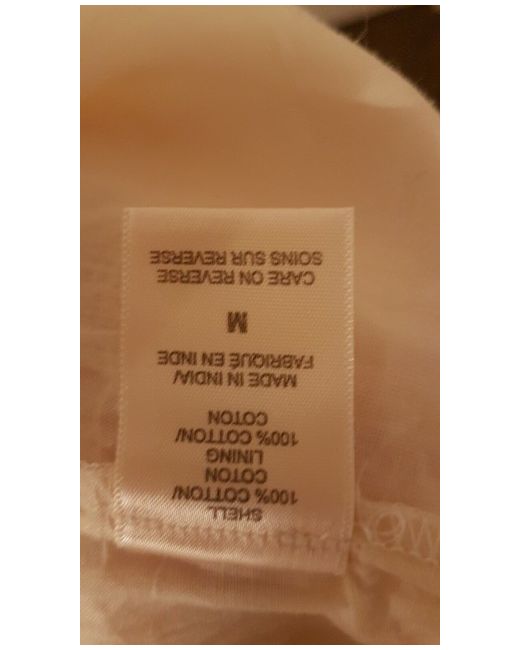 SHELL
100% COTTON/
COTON
LINING
100% COTTON/
COTON
MADE IN INDIA/
FABRIQUÉ EN INDE
M
CARE ON REVERSE
SOINS SUR REVERSE